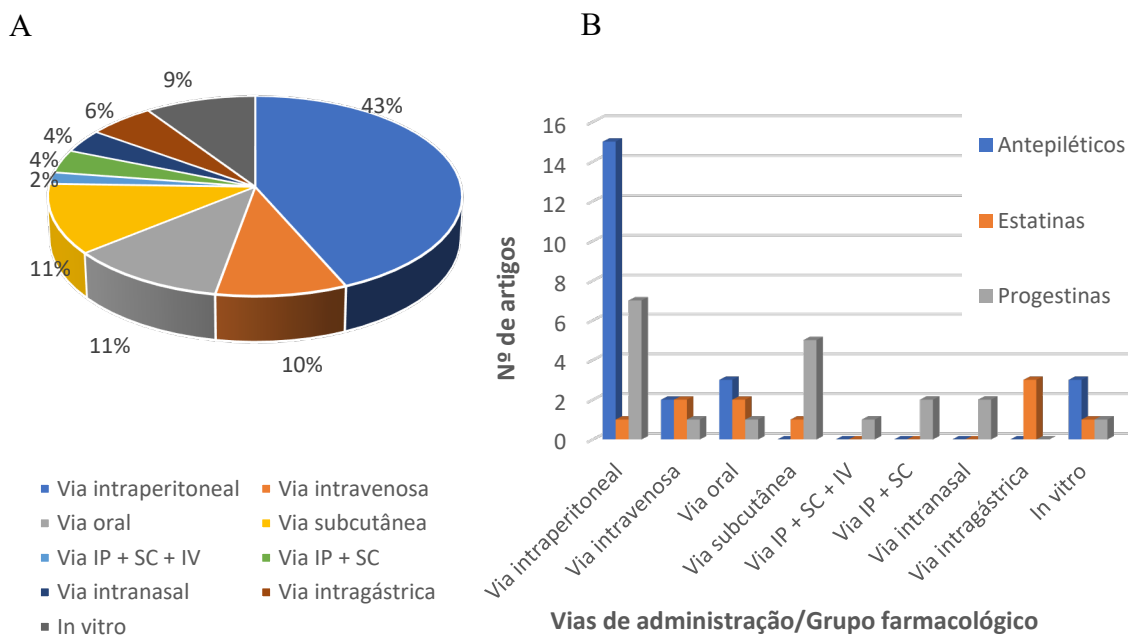 A
43%
10%
11%
11%
2%
4%
4%
6%
9%
Via intraperitoneal
Via intravenosa
Via oral
Via subcutânea
Via IP + SC + IV
Via IP + SC
Via intranasal
Via intragástrica
In vitro
B
Nº de artigos
16
14
12
10
8
6
4
2
0
Antepiléticos
Estatinas
Progestinas
Via intraperitoneal
Via intravenosa
Via oral
Via subcutânea
Via IP + SC + IV
Via IP + SC
Via intranasal
Via intragástrica
In vitro
Vias de administração/Grupo farmacológico